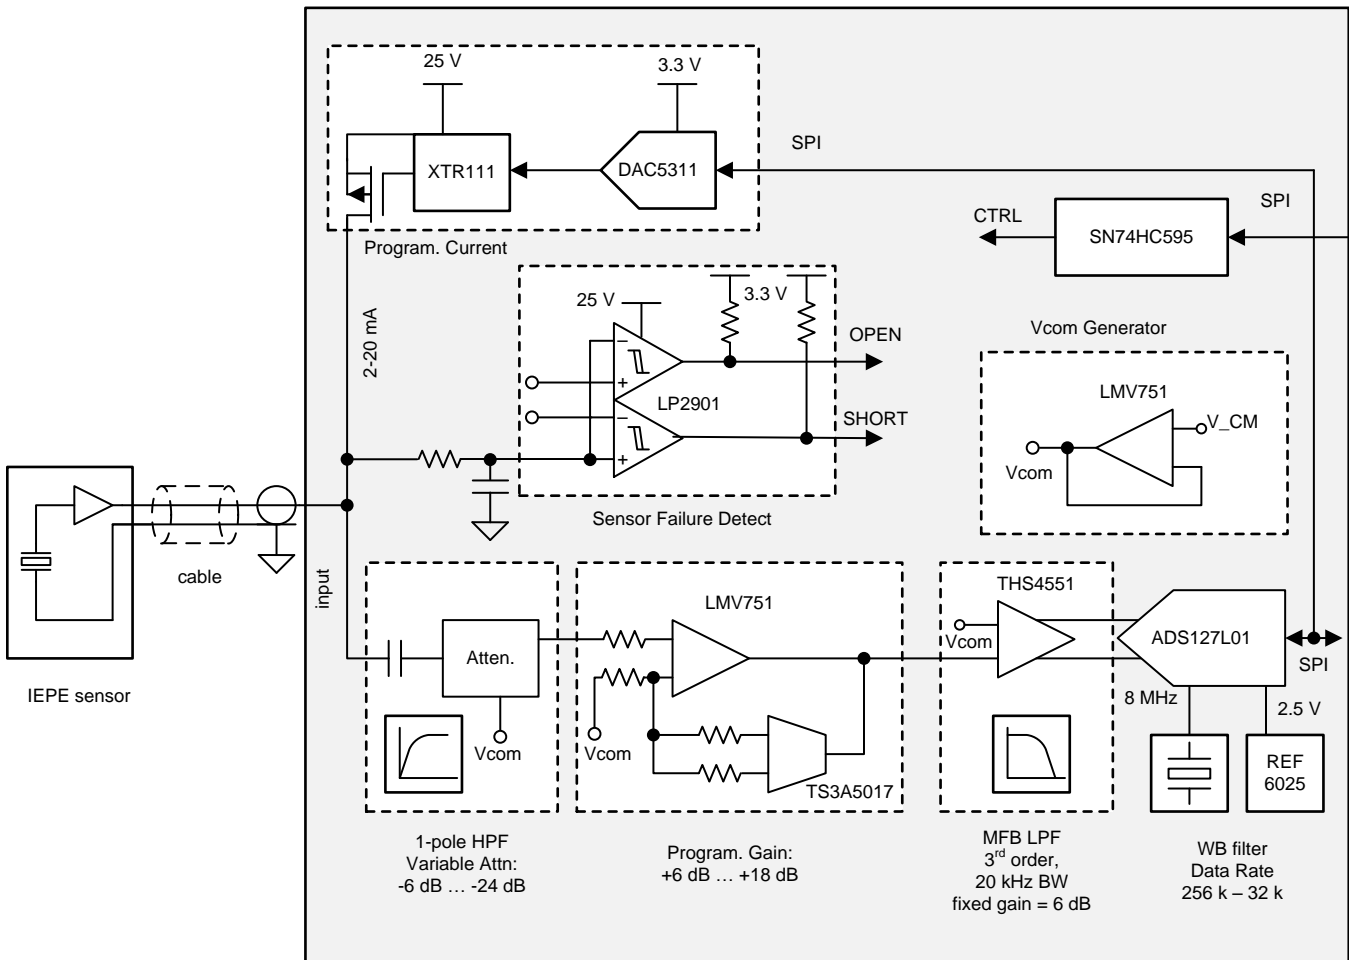 25 V
3.3 V
XTR111
DAC5311
SPI
Program. Current
CTRL
SN74HC595
SPI
2-20 mA
25 V
3.3 V
OPEN
LP2901
SHORT
Sensor Failure Detect
Vcom Generator
LMV751
V_CM
Vcom
IEPE sensor
cable
input
Atten.
Vcom
LMV751
Vcom
TS3A5017
THS4551
Vcom
ADS127L01
SPI
8 MHz
2.5 V
REF
6025
1-pole HPF
Variable Attn:
-6 dB … -24 dB
Program. Gain:
+6 dB … +18 dB
MFB LPF
3rd order,
20 kHz BW
fixed gain = 6 dB
WB filter
Data Rate
256 k – 32 k